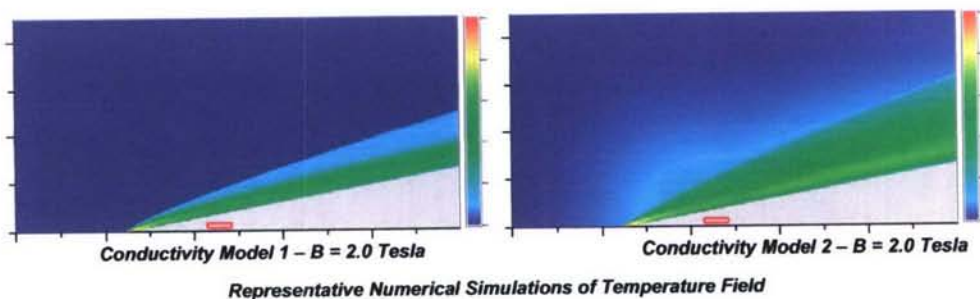 Conductivity Model 1 – B = 2.0 Tesla
Conductivity Model 2 – B = 2.0 Tesla
Representative Numerical Simulations of Temperature Field